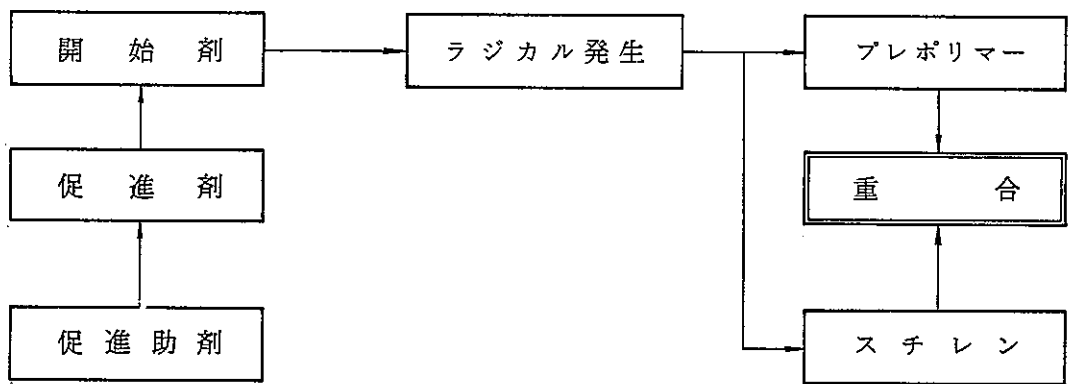 開始剤
ラジカル発生
プレポリマー
促進剤
重合
促進助剤
スチレン